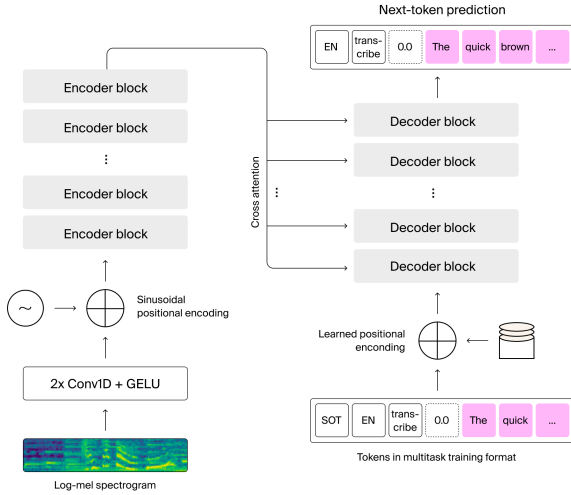 Next-token prediction
EN
trans-
cribe
0.0
The
quick
brown
...
Encoder block
Encoder block
Encoder block
Encoder block
~
Sinusoidal
positional encoding
2x Conv1D + GELU
Log-mel spectrogram
Cross attention
Decoder block
Decoder block
Decoder block
Decoder block
Learned positional
enconding
SOT
EN
trans-
cribe
0.0
The
quick
...
Tokens in multitask training format